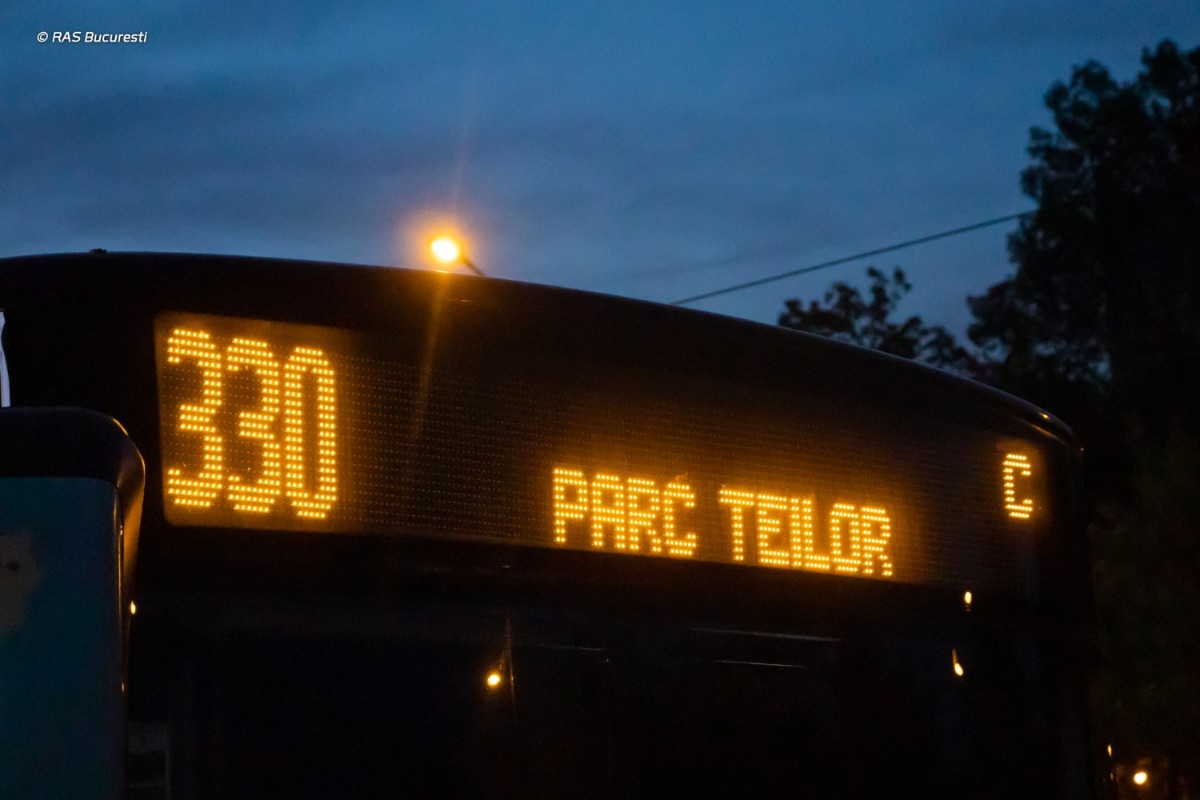 © RAS Bucuresti
330
PARC TEILOR
C